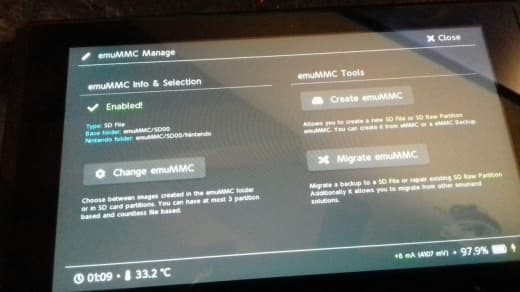 emuMMC Manage
Close
emuMMC Info & Selection
Enabled!
Type: SD File
Base folder: emuMMC/SD00
Nintendo folder: emuMMC/SD00/Nintendo
Change emuMMC
Choose between images created in the emuMMC folder
or in SD card partitions. You can have at most 3 partition
based and countless file based.
emuMMC Tools
Create emuMMC
Allows you to create a new SD File or SD Raw Partition
emuMMC. You can create it from eMMC or a eMMC Backup.
Migrate emuMMC
Migrate a backup to a SD File or repair existing SD Raw Partition
Additionally it allows you to migrate from other emunand
solutions.
01:09 • 33.2 °C
+6 mA (4107 mV) • 97.9%